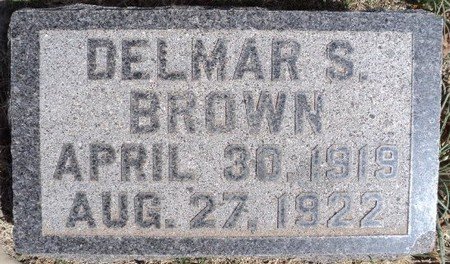 DELMAR S.
BROWN
APRIL 30, 1919
AUG. 27, 1922